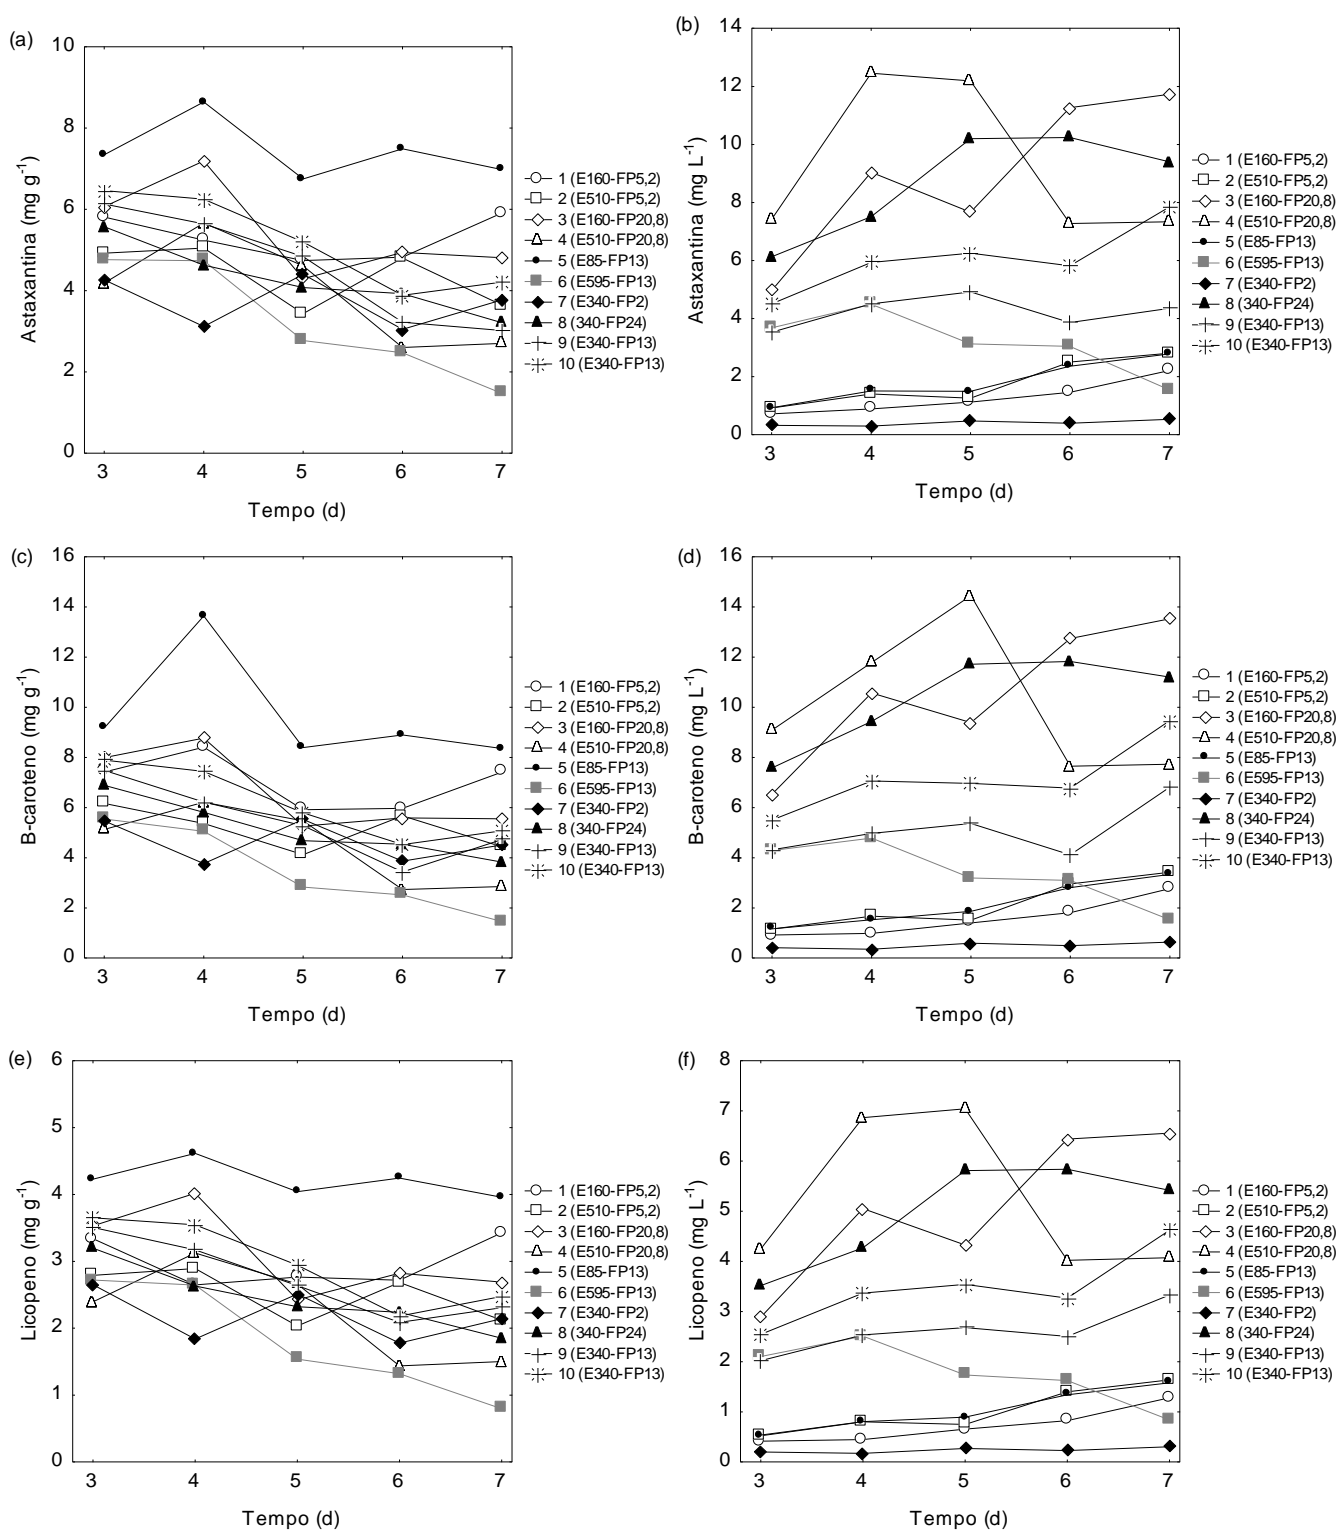 (a)
10
8
6
4
2
0
Astaxantina (mg g-1)
3 4 5 6 7
Tempo (d)
1 (E160-FP5,2)
2 (E510-FP5,2)
3 (E160-FP20,8)
4 (E510-FP20,8)
5 (E85-FP13)
6 (E595-FP13)
7 (E340-FP2)
8 (340-FP24)
9 (E340-FP13)
10 (E340-FP13)
(b)
14
12
10
8
6
4
2
0
Astaxantina (mg L-1)
3 4 5 6 7
Tempo (d)
1 (E160-FP5,2)
2 (E510-FP5,2)
3 (E160-FP20,8)
4 (E510-FP20,8)
5 (E85-FP13)
6 (E595-FP13)
7 (E340-FP2)
8 (340-FP24)
9 (E340-FP13)
10 (E340-FP13)
(c)
16
14
12
10
8
6
4
2
0
B-caroteno (mg g-1)
3 4 5 6 7
Tempo (d)
1 (E160-FP5,2)
2 (E510-FP5,2)
3 (E160-FP20,8)
4 (E510-FP20,8)
5 (E85-FP13)
6 (E595-FP13)
7 (E340-FP2)
8 (340-FP24)
9 (E340-FP13)
10 (E340-FP13)
(d)
16
14
12
10
8
6
4
2
0
B-caroteno (mg L-1)
3 4 5 6 7
Tempo (d)
1 (E160-FP5,2)
2 (E510-FP5,2)
3 (E160-FP20,8)
4 (E510-FP20,8)
5 (E85-FP13)
6 (E595-FP13)
7 (E340-FP2)
8 (340-FP24)
9 (E340-FP13)
10 (E340-FP13)
(e)
6
5
4
3
2
1
0
Licopeno (mg g-1)
3 4 5 6 7
Tempo (d)
1 (E160-FP5,2)
2 (E510-FP5,2)
3 (E160-FP20,8)
4 (E510-FP20,8)
5 (E85-FP13)
6 (E595-FP13)
7 (E340-FP2)
8 (340-FP24)
9 (E340-FP13)
10 (E340-FP13)
(f)
8
7
6
5
4
3
2
1
0
Licopeno (mg L-1)
3 4 5 6 7
Tempo (d)
1 (E160-FP5,2)
2 (E510-FP5,2)
3 (E160-FP20,8)
4 (E510-FP20,8)
5 (E85-FP13)
6 (E595-FP13)
7 (E340-FP2)
8 (340-FP24)
9 (E340-FP13)
10 (E340-FP13)